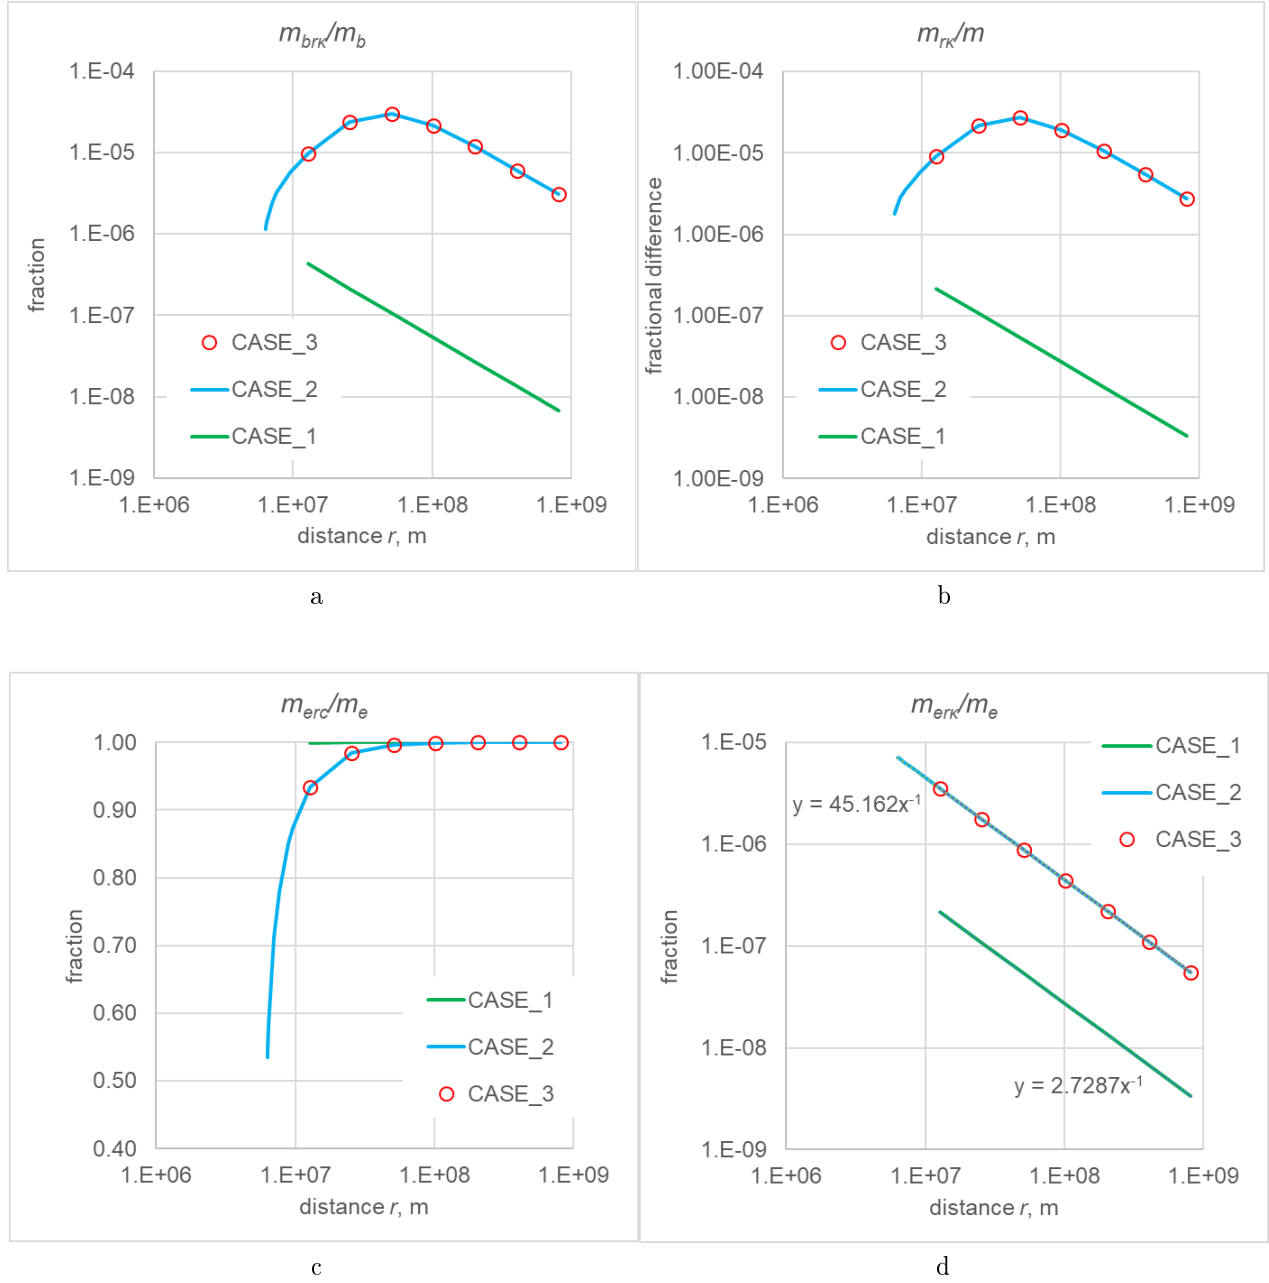 m_brκ/m_b
1.E-04
1.E-05
1.E-06
1.E-07
1.E-08
1.E-09
fraction
CASE_3
CASE_2
CASE_1
1.E+06 1.E+07 1.E+08 1.E+09
distance r, m
a
m_rκ/m
1.00E-04
1.00E-05
1.00E-06
1.00E-07
1.00E-08
1.00E-09
fractional difference
CASE_3
CASE_2
CASE_1
1.E+06 1.E+07 1.E+08 1.E+09
distance r, m
b
m_erc/m_e
1.00
0.90
0.80
0.70
0.60
0.50
0.40
fraction
CASE_1
CASE_2
CASE_3
1.E+06 1.E+07 1.E+08 1.E+09
distance r, m
c
m_erκ/m_e
1.E-05
1.E-06
1.E-07
1.E-08
1.E-09
fraction
CASE_1
CASE_2
CASE_3
y = 45.162x⁻¹
y = 2.7287x⁻¹
1.E+06 1.E+07 1.E+08 1.E+09
distance r, m
d